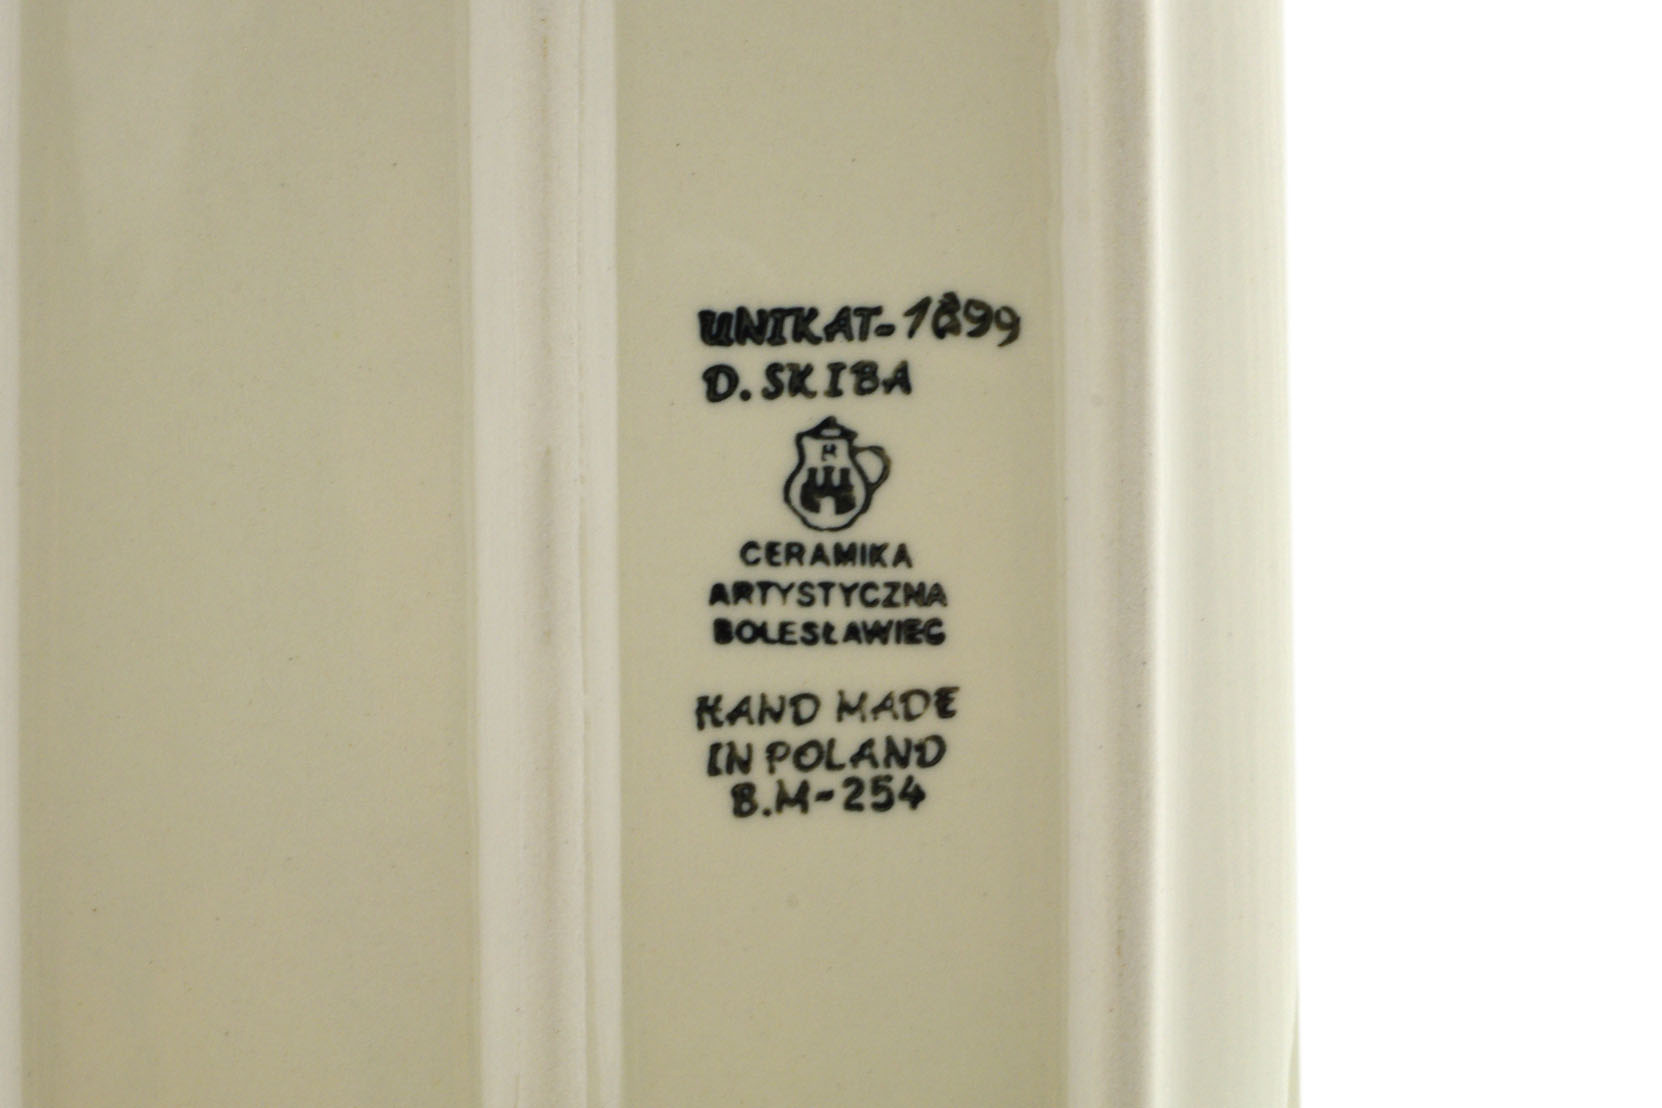 UNIKAT-1899
D. SKIBA
CERAMIKA
ARTYSTYCZNA
BOLESŁAWIEC
HAND MADE
IN POLAND
B.M-254